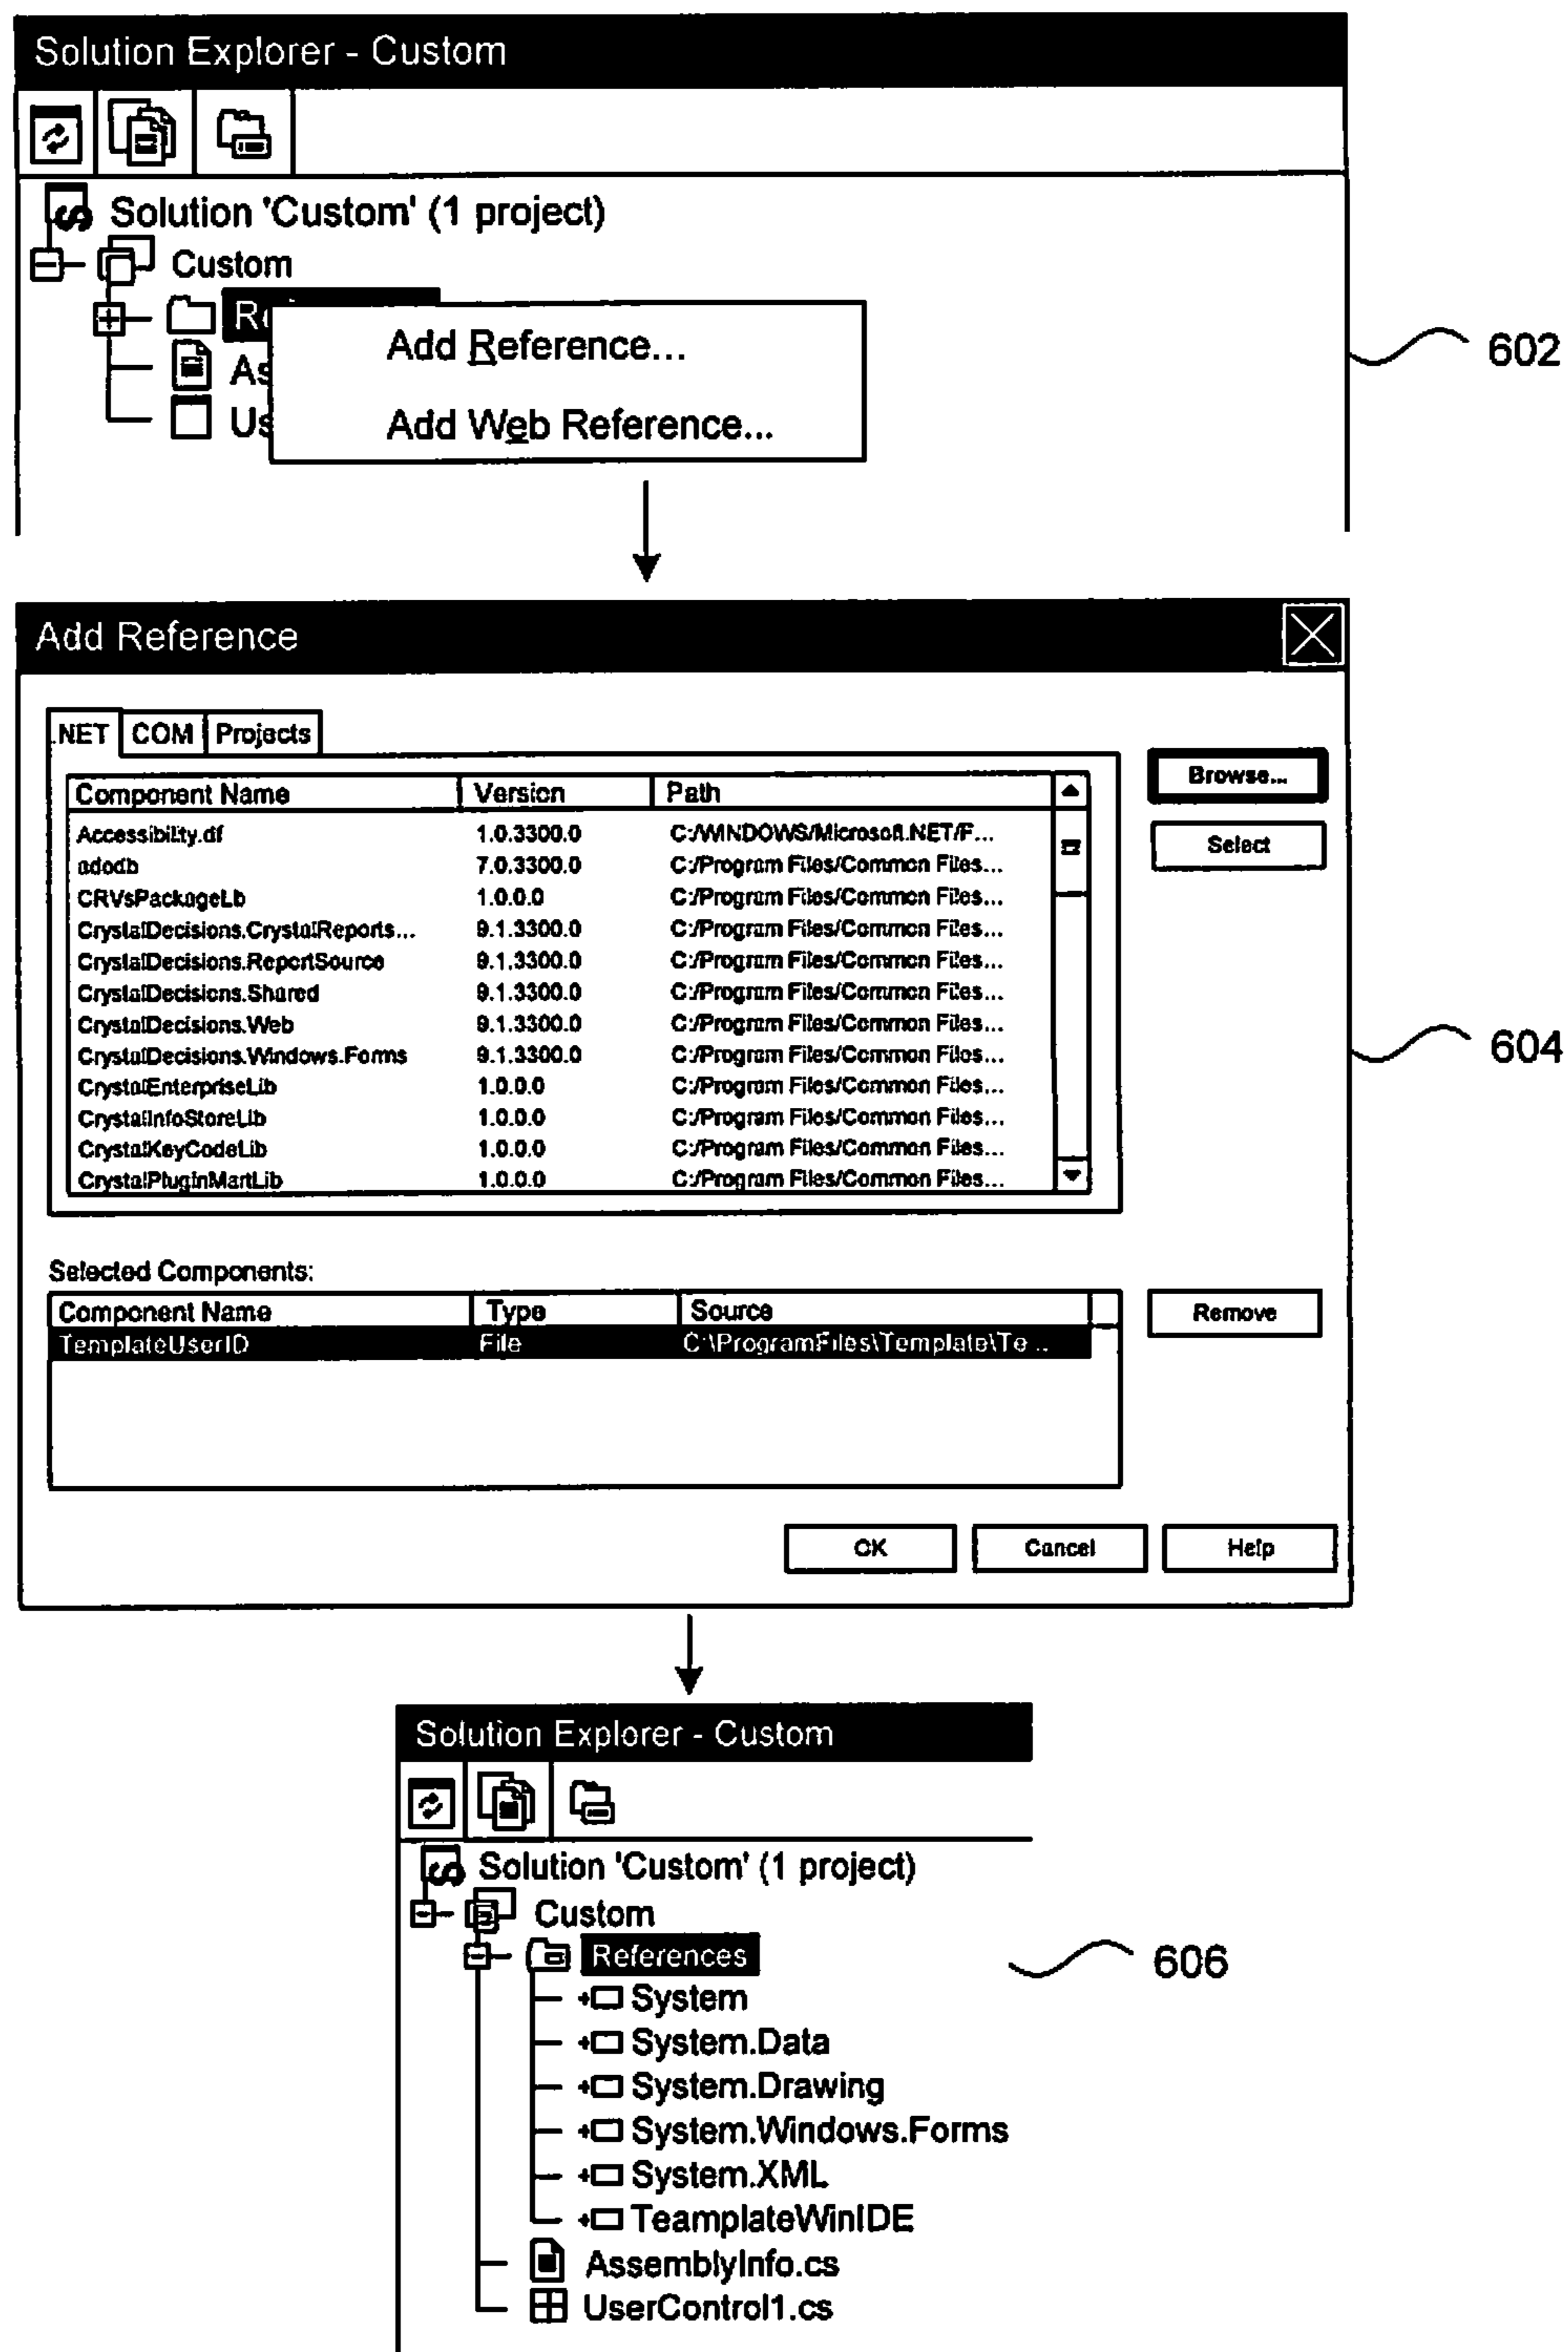 Solution Explorer - Custom
Solution 'Custom' (1 project)
Custom
Re
As
Us
Add Reference...
Add Web Reference...
602
Add Reference
.NET COM Projects
Component Name Version Path
Accessibility.df 1.0.3300.0 C:/WINDOWS/Microsoft.NET/F...
adodb 7.0.3300.0 C:/Program Files/Common Files...
CRVsPackageLb 1.0.0.0 C:/Program Files/Common Files...
CrystalDecisions.CrystalReports... 9.1.3300.0 C:/Program Files/Common Files...
CrystalDecisions.ReportSource 9.1.3300.0 C:/Program Files/Common Files...
CrystalDecisions.Shared 9.1.3300.0 C:/Program Files/Common Files...
CrystalDecisions.Web 9.1.3300.0 C:/Program Files/Common Files...
CrystalDecisions.Windows.Forms 9.1.3300.0 C:/Program Files/Common Files...
CrystalEnterpriseLib 1.0.0.0 C:/Program Files/Common Files...
CrystalInfoStoreLib 1.0.0.0 C:/Program Files/Common Files...
CrystalKeyCodeLib 1.0.0.0 C:/Program Files/Common Files...
CrystalPluginMartLib 1.0.0.0 C:/Program Files/Common Files...
Browse...
Select
604
Selected Components:
Component Name Type Source
TemplateUserID File C:\ProgramFiles\Template\Te...
Remove
OK Cancel Help
Solution Explorer - Custom
Solution 'Custom' (1 project)
Custom
References
606
System
System.Data
System.Drawing
System.Windows.Forms
System.XML
TeamplateWinIDE
AssemblyInfo.cs
UserControl1.cs